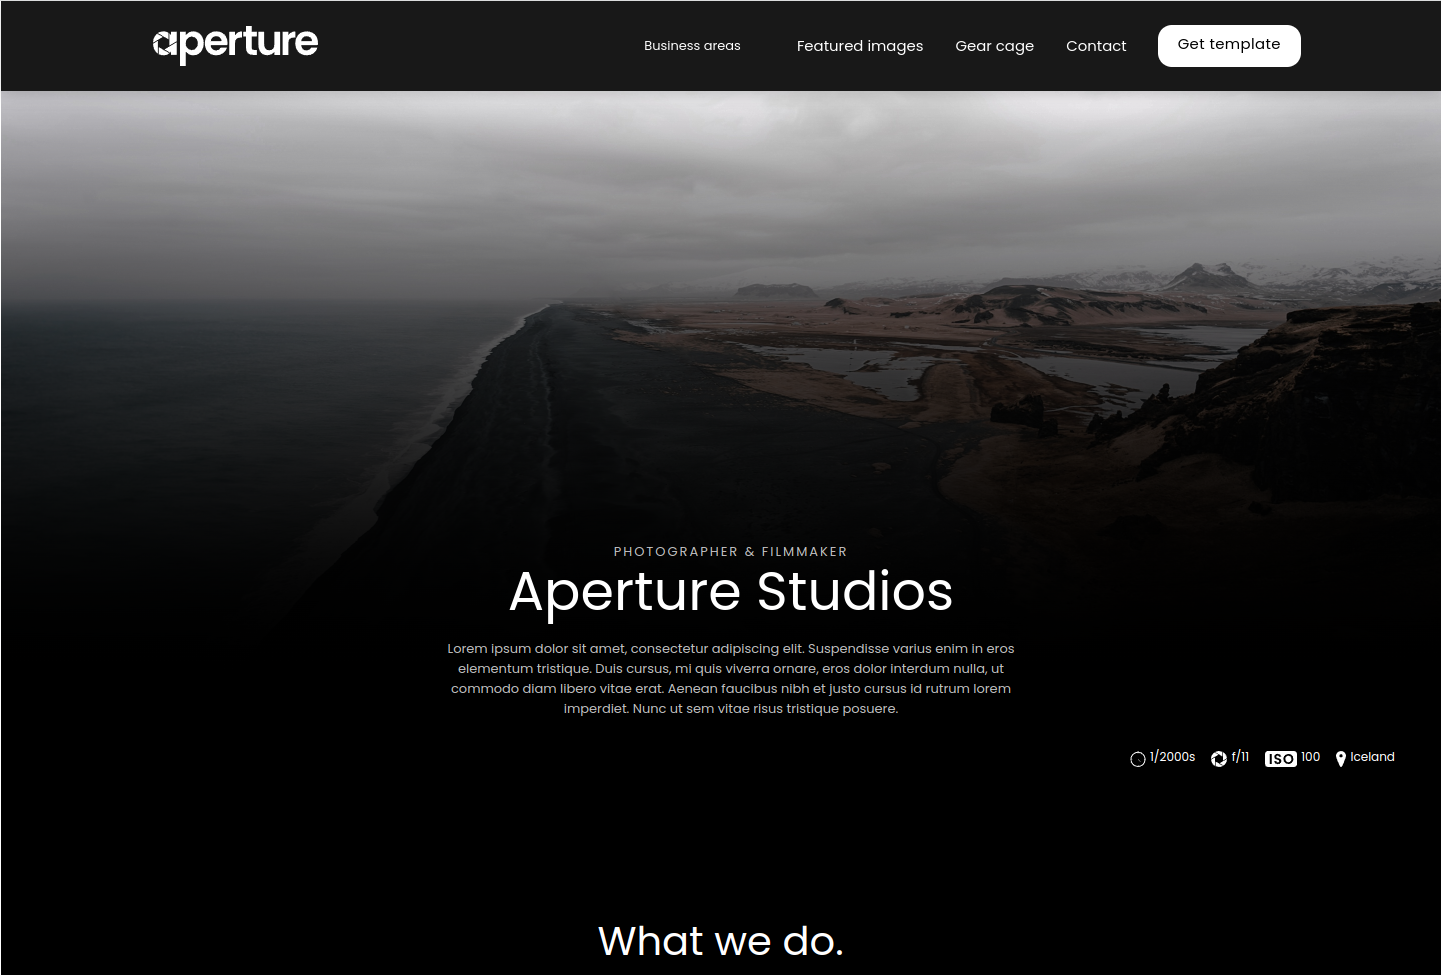 aperture
Business areas
Featured images
Gear cage
Contact
Get template
PHOTOGRAPHER & FILMMAKER
Aperture Studios
Lorem ipsum dolor sit amet, consectetur adipiscing elit. Suspendisse varius enim in eros
elementum tristique. Duis cursus, mi quis viverra ornare, eros dolor interdum nulla, ut
commodo diam libero vitae erat. Aenean faucibus nibh et justo cursus id rutrum lorem
imperdiet. Nunc ut sem vitae risus tristique posuere.
1/2000s
f/11
ISO 100
Iceland
What we do.